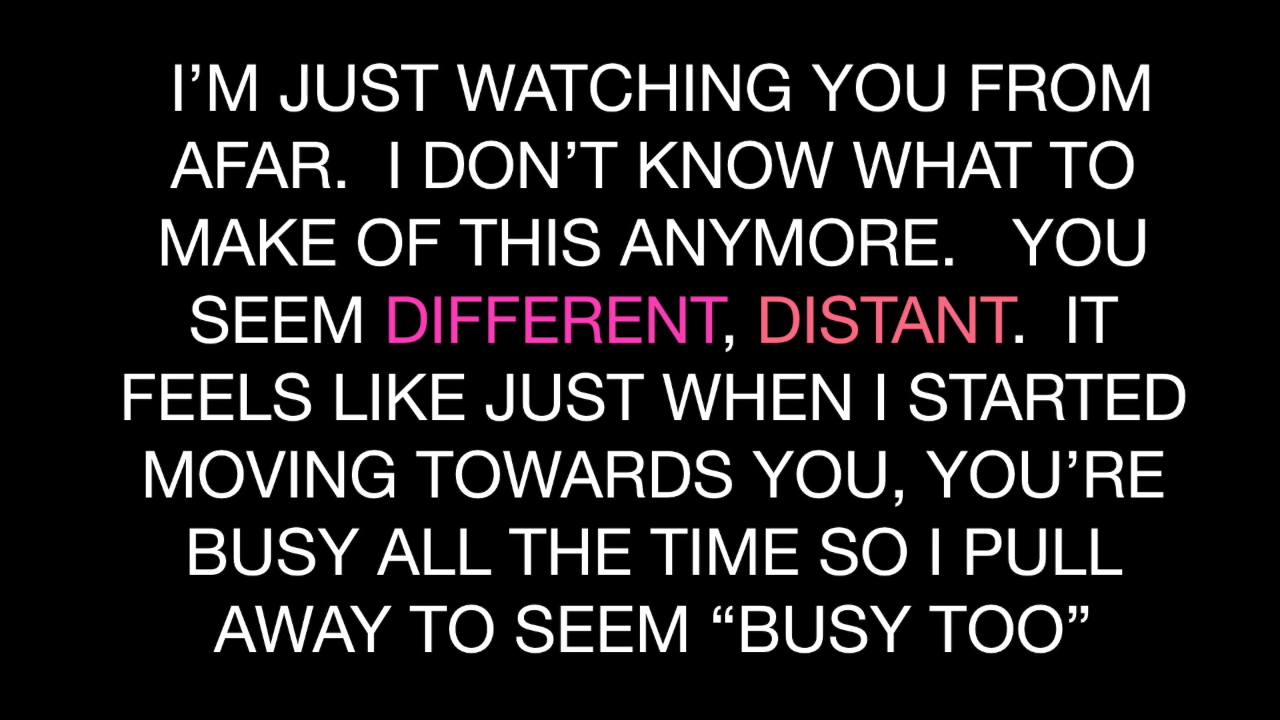 I’M JUST WATCHING YOU FROM
AFAR.  I DON’T KNOW WHAT TO
MAKE OF THIS ANYMORE.   YOU
SEEM DIFFERENT, DISTANT.  IT
FEELS LIKE JUST WHEN I STARTED
MOVING TOWARDS YOU, YOU’RE
BUSY ALL THE TIME SO I PULL
AWAY TO SEEM “BUSY TOO”